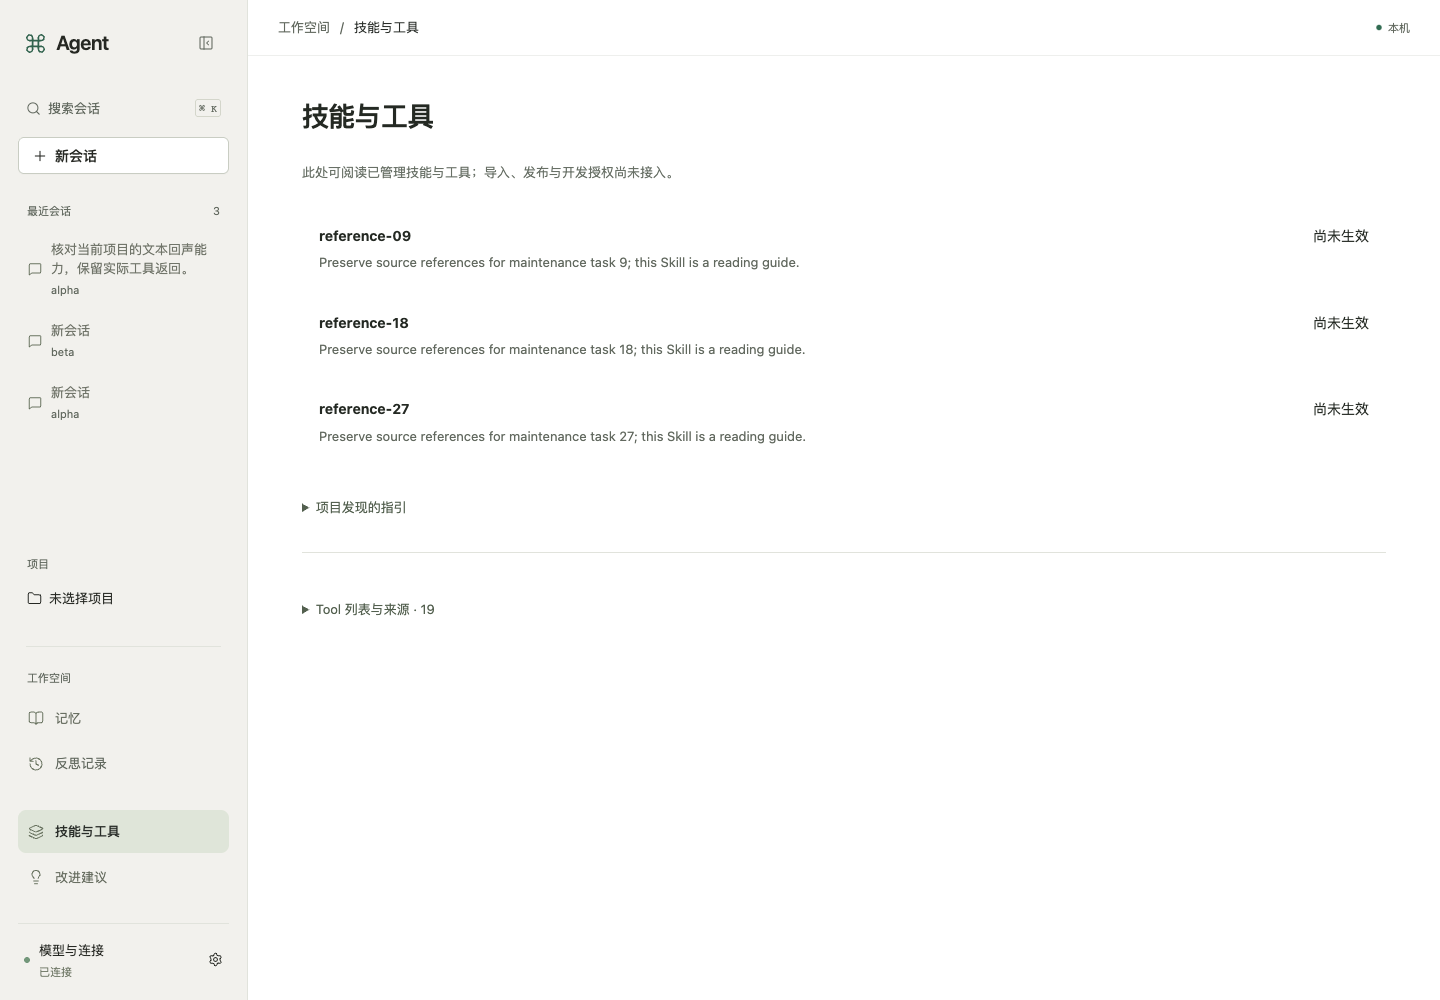 Agent
搜索会话
⌘ K
新会话
最近会话
3
核对当前项目的文本回声能
力，保留实际工具返回。
alpha
新会话
beta
新会话
alpha
项目
未选择项目
工作空间
记忆
反思记录
技能与工具
改进建议
模型与连接
已连接
工作空间 / 技能与工具
本机
技能与工具
此处可阅读已管理技能与工具；导入、发布与开发授权尚未接入。
reference-09
尚未生效
Preserve source references for maintenance task 9; this Skill is a reading guide.
reference-18
尚未生效
Preserve source references for maintenance task 18; this Skill is a reading guide.
reference-27
尚未生效
Preserve source references for maintenance task 27; this Skill is a reading guide.
项目发现的指引
Tool 列表与来源 · 19